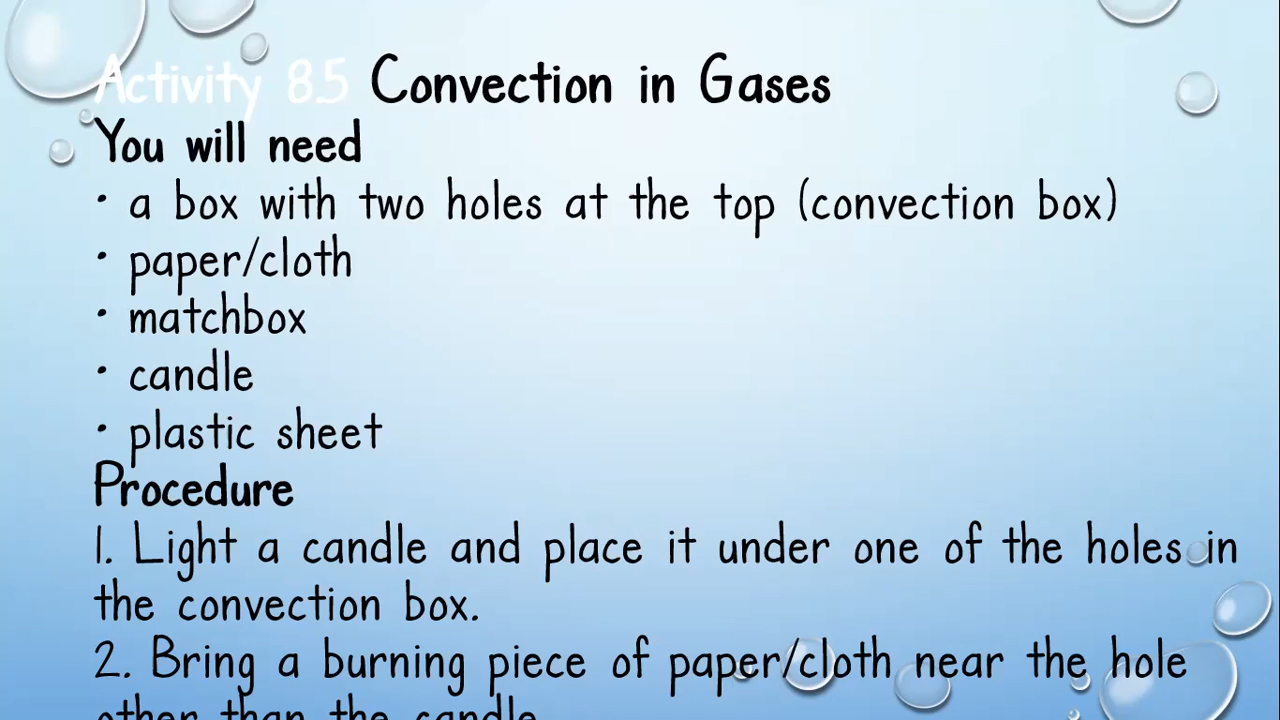 Activity 8.5 Convection in Gases
You will need
• a box with two holes at the top (convection box)
• paper/cloth
• matchbox
• candle
• plastic sheet
Procedure
1. Light a candle and place it under one of the holes in
the convection box.
2. Bring a burning piece of paper/cloth near the hole
other than the candle